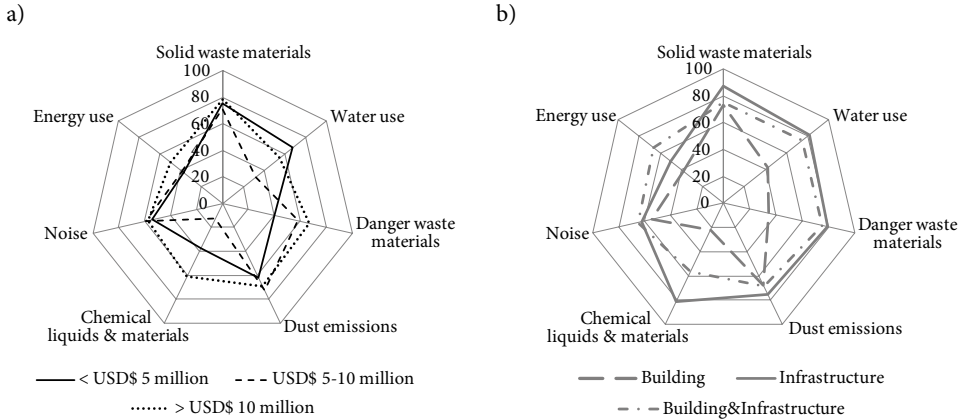 a)
Solid waste materials
100
80
60
40
20
0
Energy use
Water use
Noise
Danger waste
materials
Chemical
liquids & materials
Dust emissions
< USD$ 5 million
USD$ 5-10 million
> USD$ 10 million
b)
Solid waste materials
100
80
60
40
20
0
Energy use
Water use
Noise
Danger waste
materials
Chemical
liquids & materials
Dust emissions
Building
Infrastructure
Building&Infrastructure